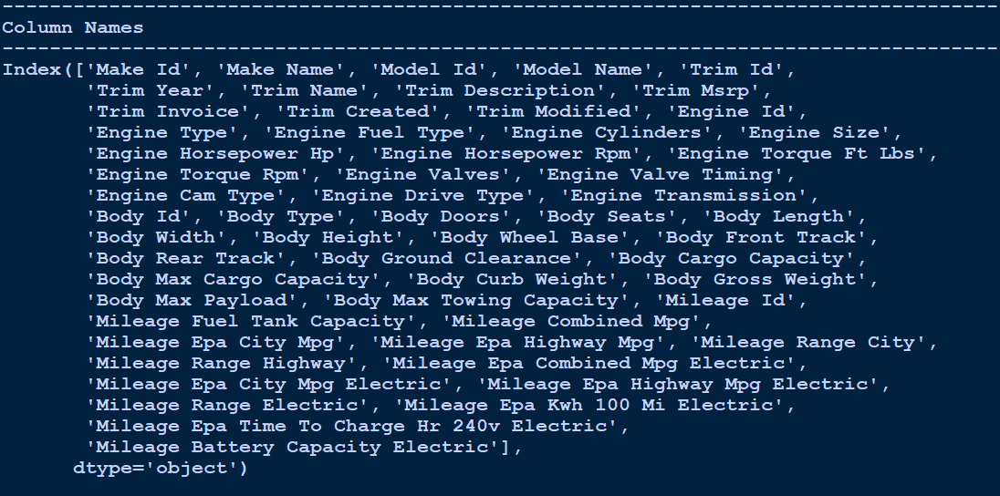 Column Names
Index(['Make Id', 'Make Name', 'Model Id', 'Model Name', 'Trim Id',
'Trim Year', 'Trim Name', 'Trim Description', 'Trim Msrp',
'Trim Invoice', 'Trim Created', 'Trim Modified', 'Engine Id',
'Engine Type', 'Engine Fuel Type', 'Engine Cylinders', 'Engine Size',
'Engine Horsepower Hp', 'Engine Horsepower Rpm', 'Engine Torque Ft Lbs',
'Engine Torque Rpm', 'Engine Valves', 'Engine Valve Timing',
'Engine Cam Type', 'Engine Drive Type', 'Engine Transmission',
'Body Id', 'Body Type', 'Body Doors', 'Body Seats', 'Body Length',
'Body Width', 'Body Height', 'Body Wheel Base', 'Body Front Track',
'Body Rear Track', 'Body Ground Clearance', 'Body Cargo Capacity',
'Body Max Cargo Capacity', 'Body Curb Weight', 'Body Gross Weight',
'Body Max Payload', 'Body Max Towing Capacity', 'Mileage Id',
'Mileage Fuel Tank Capacity', 'Mileage Combined Mpg',
'Mileage Epa City Mpg', 'Mileage Epa Highway Mpg', 'Mileage Range City',
'Mileage Range Highway', 'Mileage Epa Combined Mpg Electric',
'Mileage Epa City Mpg Electric', 'Mileage Epa Highway Mpg Electric',
'Mileage Range Electric', 'Mileage Epa Kwh 100 Mi Electric',
'Mileage Epa Time To Charge Hr 240v Electric',
'Mileage Battery Capacity Electric'],
dtype='object')